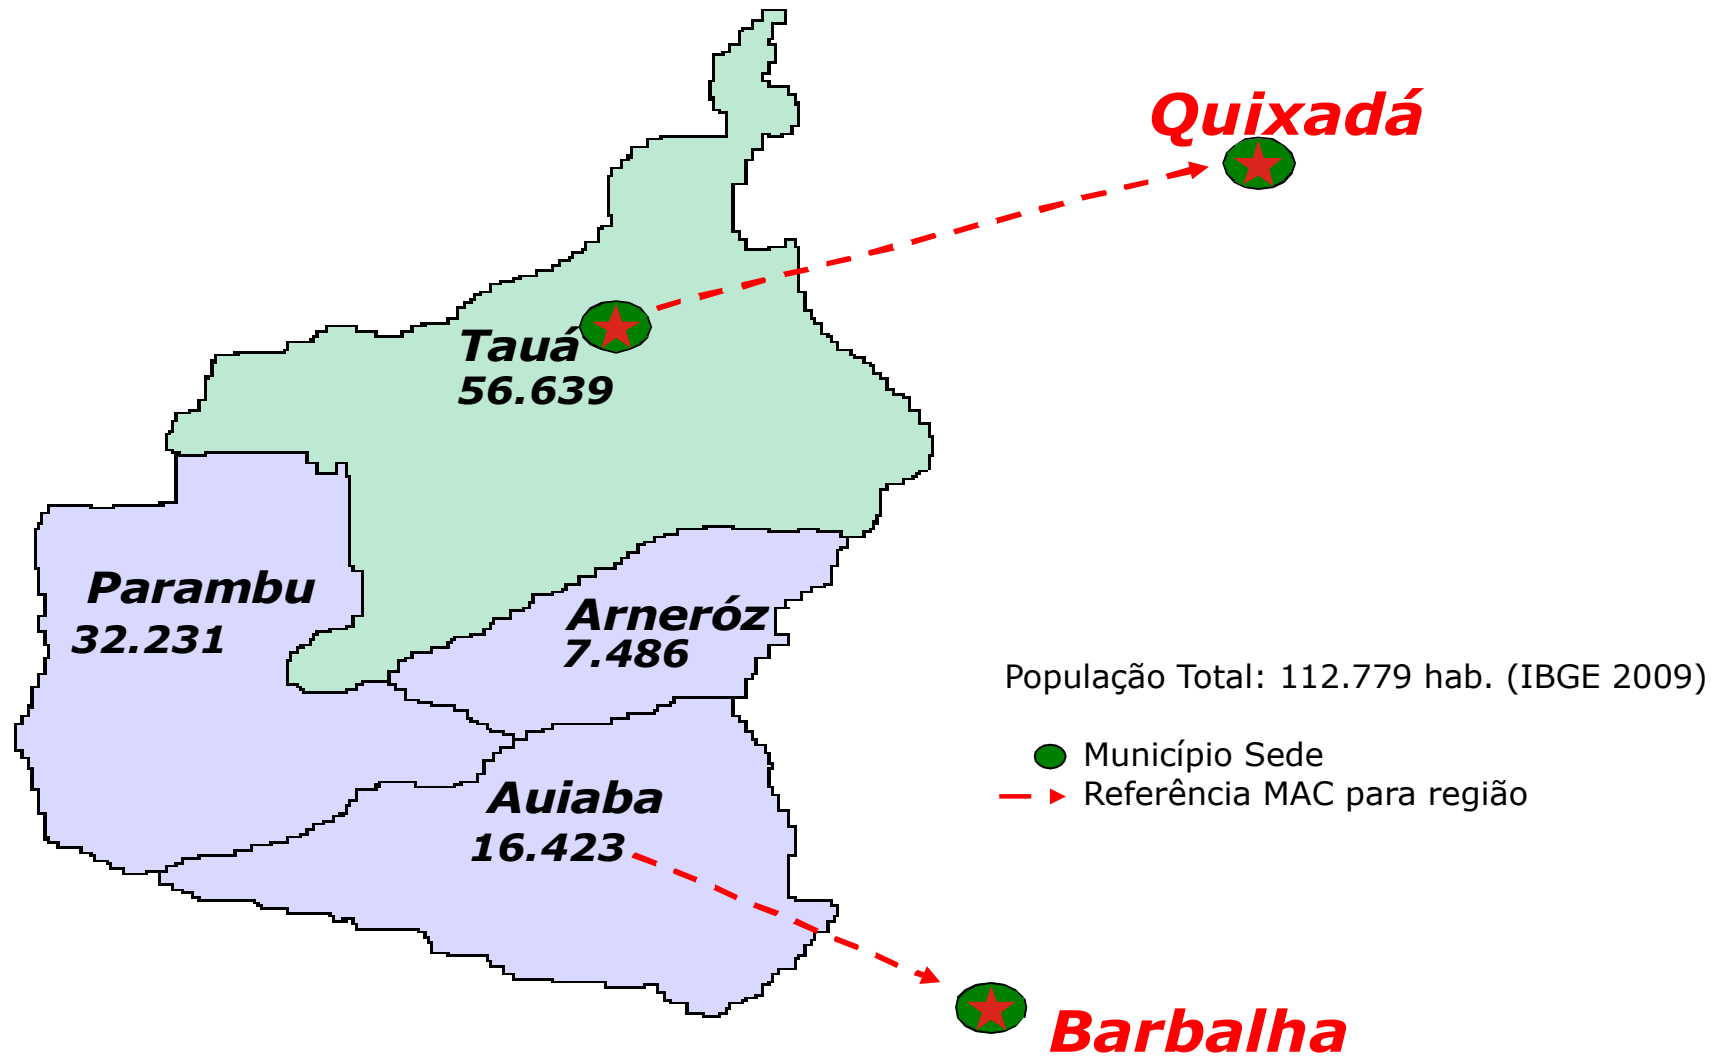 Quixadá
Tauá
56.639
Parambu
32.231
Arneróz
7.486
População Total: 112.779 hab. (IBGE 2009)
Município Sede
Referência MAC para região
Auiaba
16.423
Barbalha